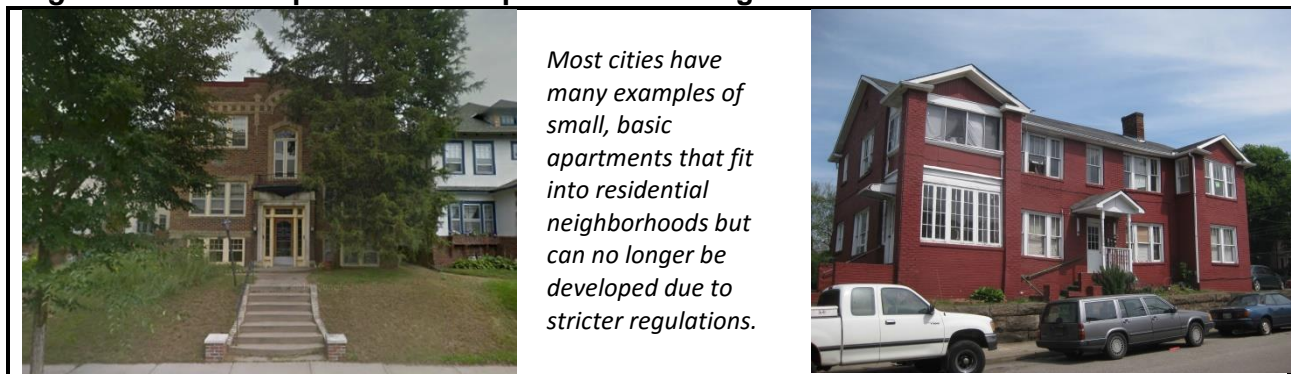 Most cities have
many examples of
small, basic
apartments that fit
into residential
neighborhoods but
can no longer be
developed due to
stricter regulations.